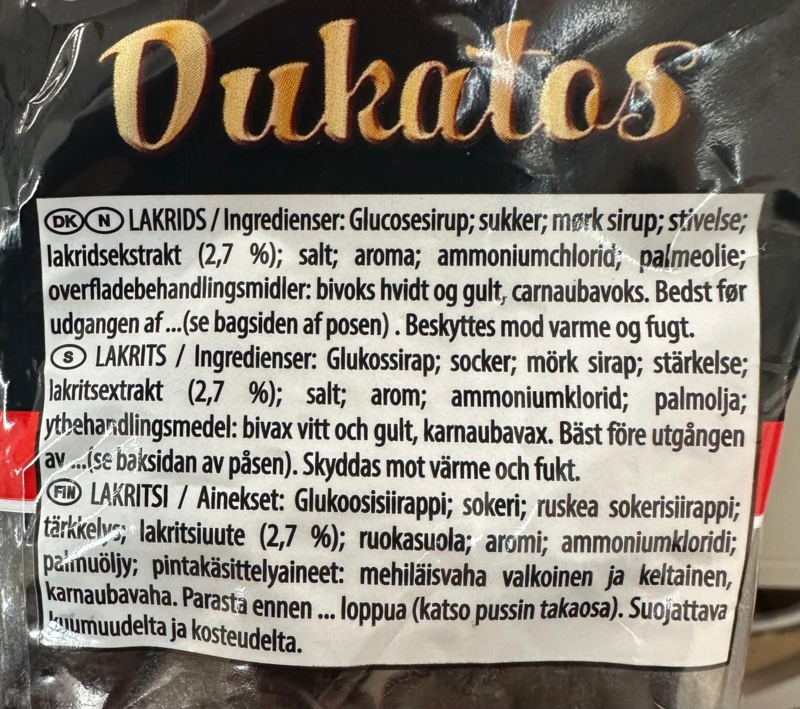 Dukatos
DK N LAKRIDS / Ingredienser: Glucosesirup; sukker; mørk sirup; stivelse;
lakridsekstrakt (2,7 %); salt; aroma; ammoniumchlorid; palmeolie;
overfladebehandlingsmidler: bivoks hvidt og gult, carnaubavoks. Bedst før
udgangen af ...(se bagsiden af posen) . Beskyttes mod varme og fugt.
S LAKRITS / Ingredienser: Glukossirap; socker; mörk sirap; stärkelse;
lakritsextrakt (2,7 %); salt; arom; ammoniumklorid; palmolja;
ytbehandlingsmedel: bivax vitt och gult, karnaubavax. Bäst före utgången
av ...(se baksidan av påsen). Skyddas mot värme och fukt.
FIN LAKRITSI / Ainekset: Glukoosisiirappi; sokeri; ruskea sokerisiirappi;
tärkkelys; lakritsiuute (2,7 %); ruokasuola; aromi; ammoniumkloridi;
palmuöljy; pintakäsittelyaineet: mehiläisvaha valkoinen ja keltainen,
karnaubavaha. Parasta ennen ... loppua (katso pussin takaosa). Suojattava
kuumuudelta ja kosteudelta.